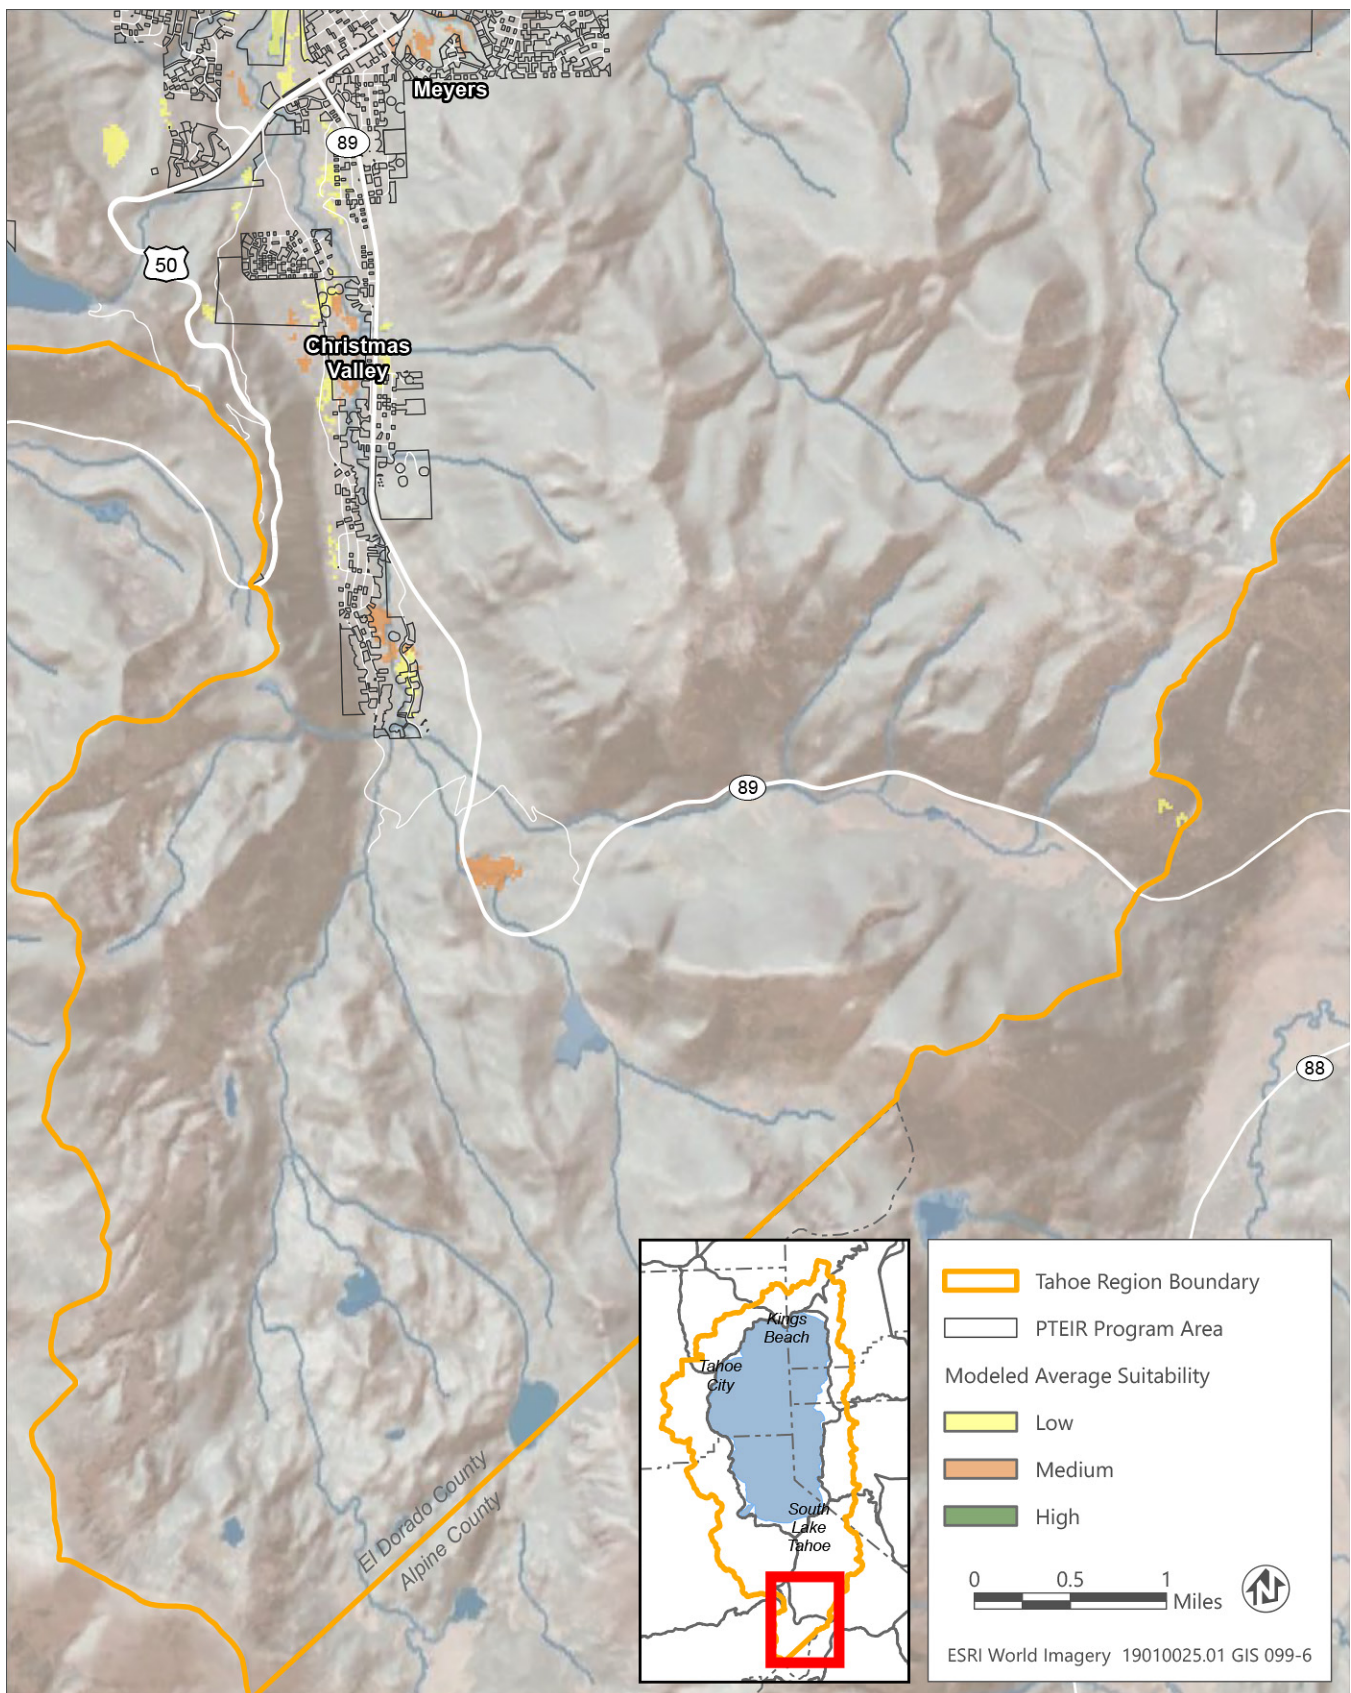 Meyers
89
50
Christmas
Valley
89
88
El Dorado County
Alpine County
Kings
Beach
Tahoe
City
South
Lake
Tahoe
Tahoe Region Boundary
PTEIR Program Area
Modeled Average Suitability
Low
Medium
High
0 0.5 1
Miles
N
ESRI World Imagery 19010025.01 GIS 099-6